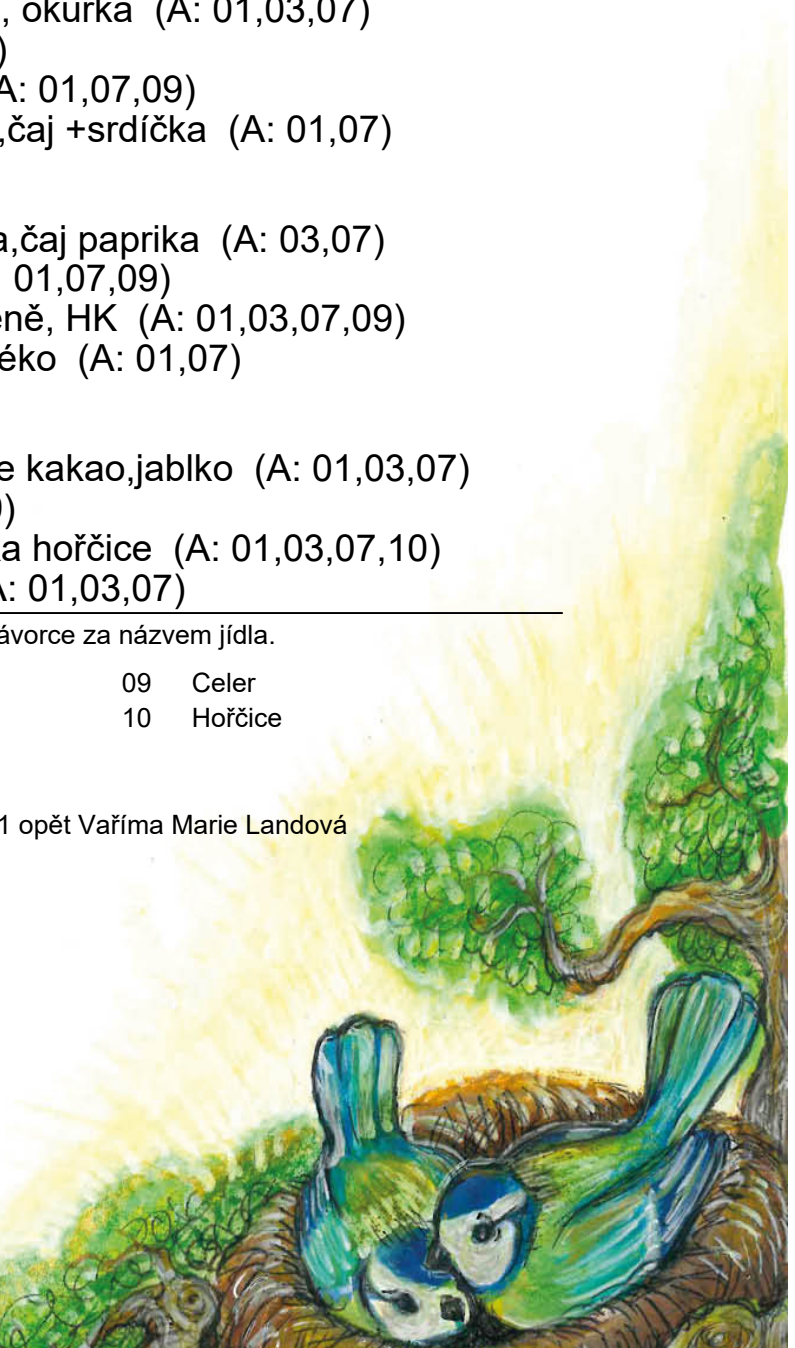 , okurka (A: 01,03,07)
)
A: 01,07,09)
,čaj +srdíčka (A: 01,07)
a,čaj paprika (A: 03,07)
01,07,09)
eně, HK (A: 01,03,07,09)
éko (A: 01,07)
e kakao,jablko (A: 01,03,07)
)
a hořčice (A: 01,03,07,10)
A: 01,03,07)
ávorce za názvem jídla.
09 Celer
10 Hořčice
1 opět Vaříma Marie Landová